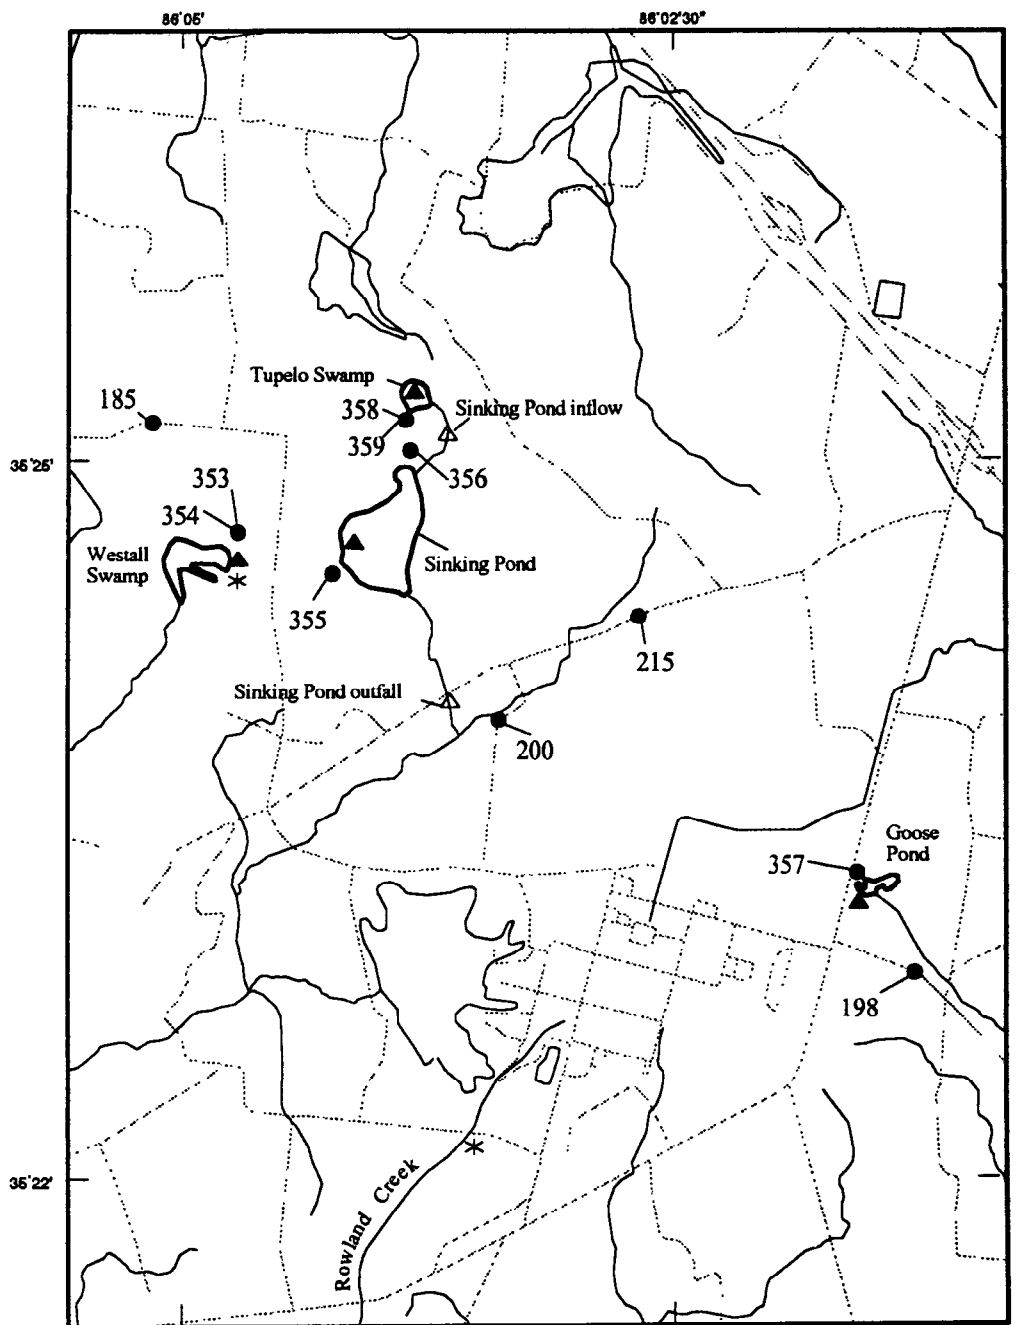 86°05'
86°02'30"
Tupelo Swamp
185
358
Sinking Pond inflow
359
35°25'
353
356
354
Westall
Swamp
Sinking Pond
355
215
Sinking Pond outfall
200
Goose
Pond
357
198
35°22'
Rowland Creek